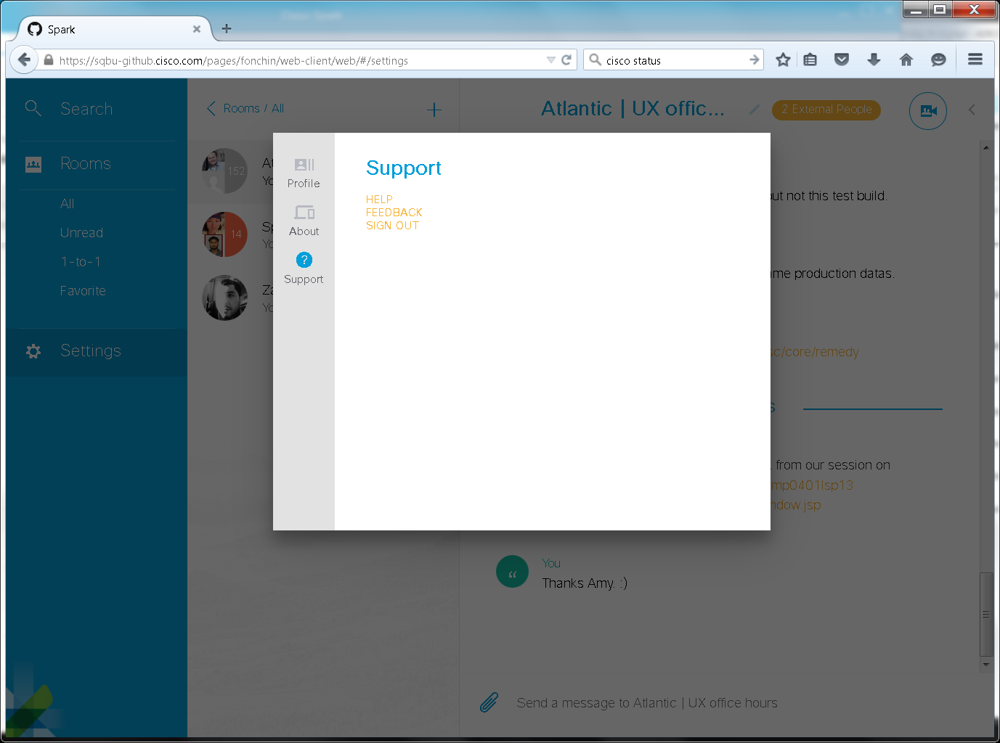 Spark
https://sqbu-github.cisco.com/pages/fonchin/web-client/web/#/settings
cisco status
Search
Rooms
All
Unread
1-to-1
Favorite
Settings
Rooms / All
152
14
Atlantic | UX offic...
2 External People
Profile
About
?
Support
Support
HELP
FEEDBACK
SIGN OUT
but not this test build.
me production datas.
sc/core/remedy
from our session on
mp0401lsp13
ndow.jsp
You
Thanks Amy. :)
Send a message to Atlantic | UX office hours